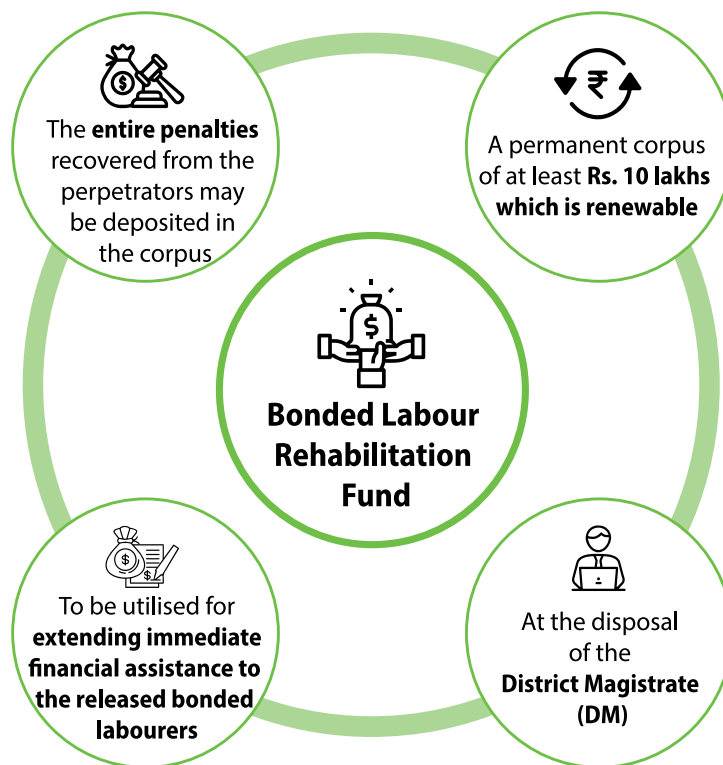 The entire penalties
recovered from the
perpetrators may
be deposited in
the corpus
₹
A permanent corpus
of at least Rs. 10 lakhs
which is renewable
$
Bonded Labour
Rehabilitation
Fund
To be utilised for
extending immediate
financial assistance to
the released bonded
labourers
At the disposal
of the
District Magistrate
(DM)